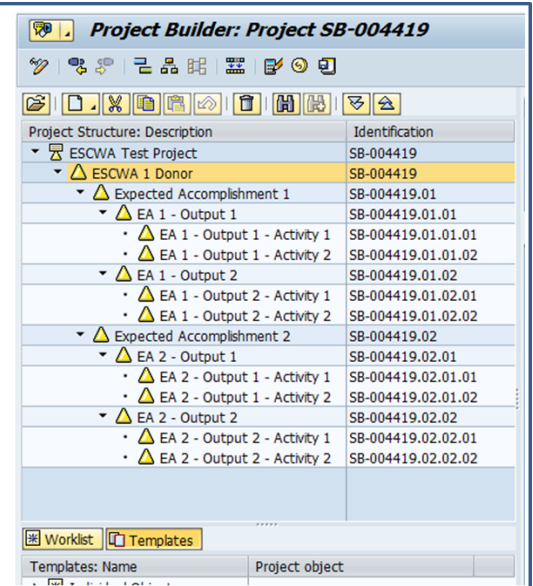 Project Builder: Project SB-004419
Project Structure: Description Identification
ESCWA Test Project SB-004419
ESCWA 1 Donor SB-004419
Expected Accomplishment 1 SB-004419.01
EA 1 - Output 1 SB-004419.01.01
EA 1 - Output 1 - Activity 1 SB-004419.01.01.01
EA 1 - Output 1 - Activity 2 SB-004419.01.01.02
EA 1 - Output 2 SB-004419.01.02
EA 1 - Output 2 - Activity 1 SB-004419.01.02.01
EA 1 - Output 2 - Activity 2 SB-004419.01.02.02
Expected Accomplishment 2 SB-004419.02
EA 2 - Output 1 SB-004419.02.01
EA 2 - Output 1 - Activity 1 SB-004419.02.01.01
EA 2 - Output 1 - Activity 2 SB-004419.02.01.02
EA 2 - Output 2 SB-004419.02.02
EA 2 - Output 2 - Activity 1 SB-004419.02.02.01
EA 2 - Output 2 - Activity 2 SB-004419.02.02.02
Worklist Templates
Templates: Name Project object